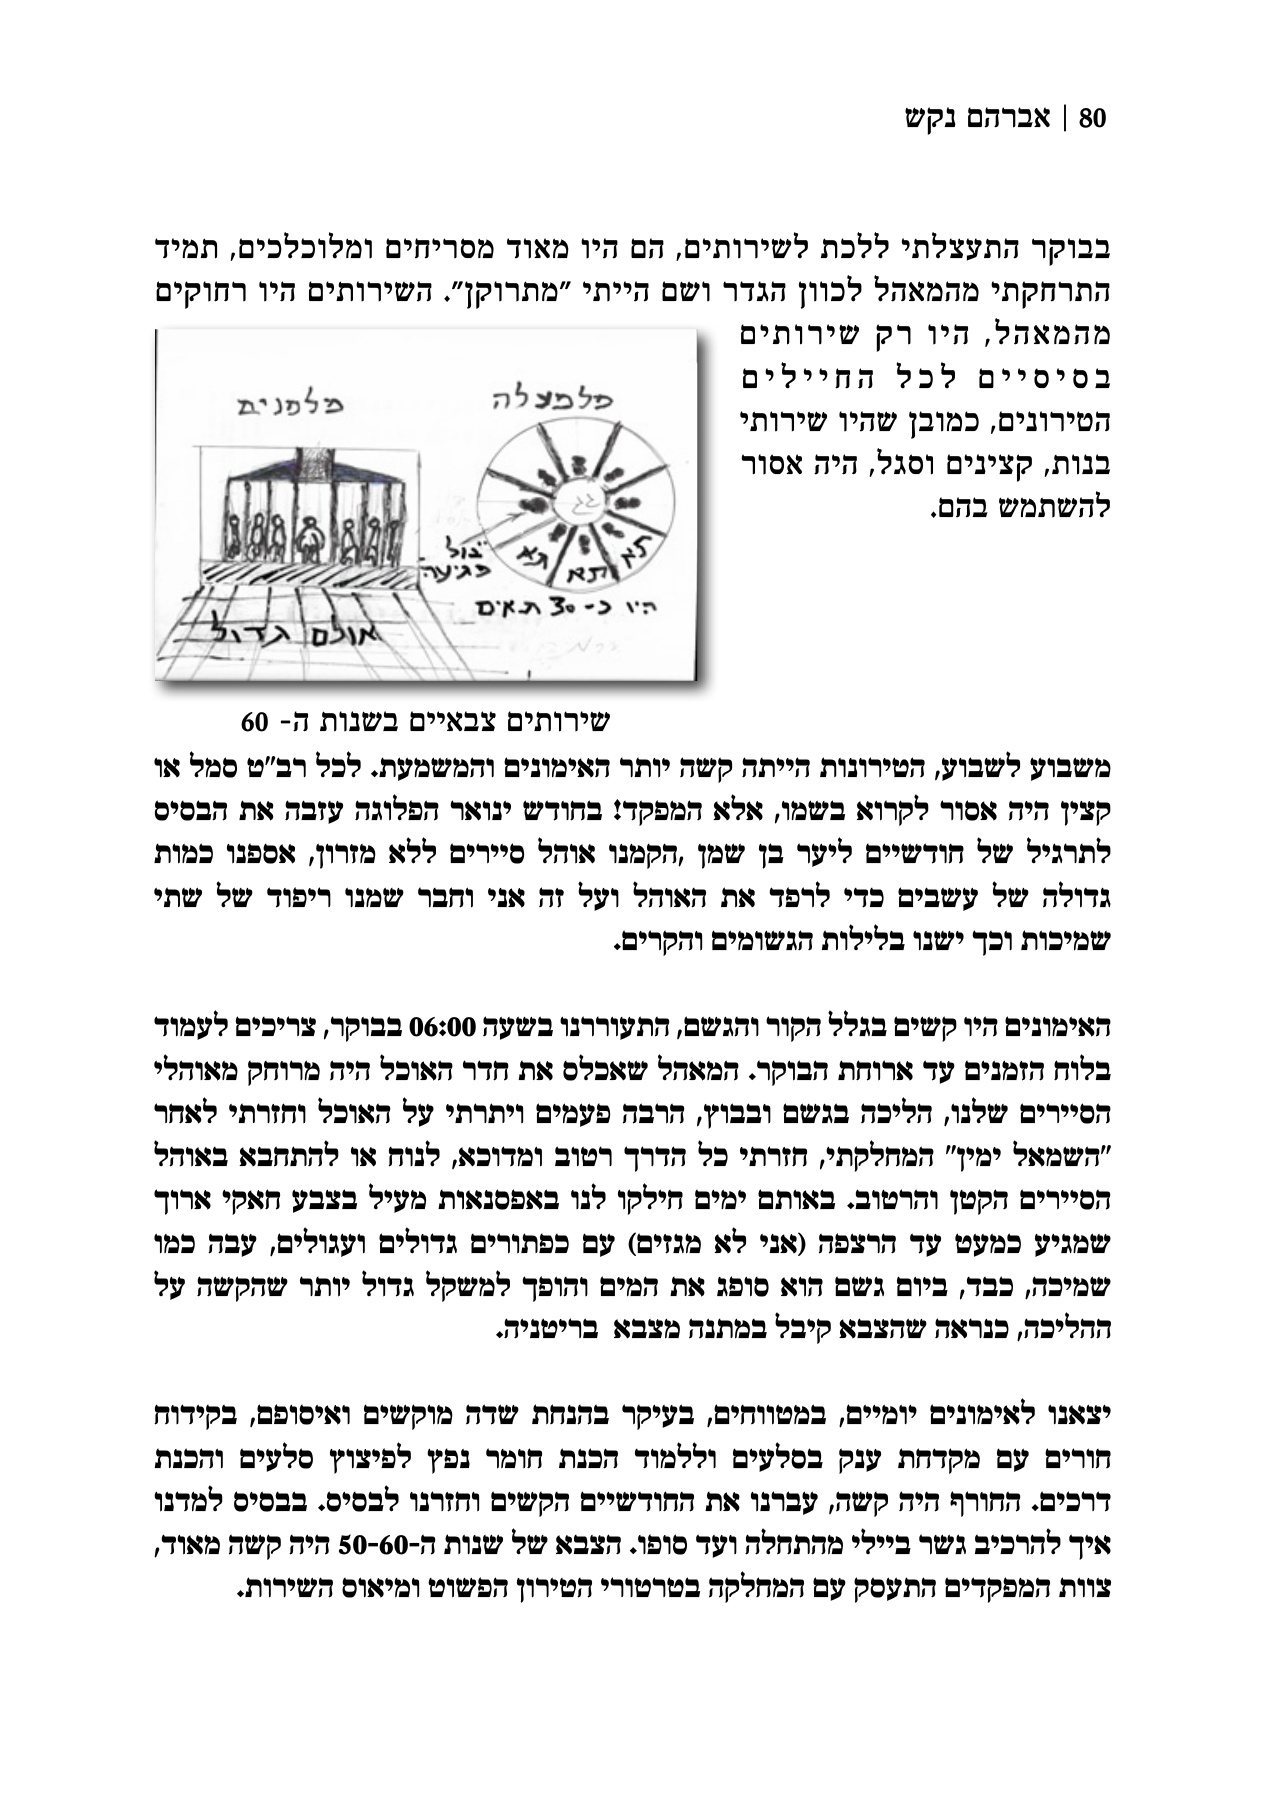 80 | אברהם נקש
בבוקר התעצלתי ללכת לשירותים, הם היו מאוד מסריחים ומלוכלכים, תמיד
התרחקתי מהמאהל לכוון הגדר ושם הייתי "מתרוקן". השירותים היו רחוקים
מהמאהל, היו רק שירותים
בסיסיים לכל החיילים
הטירונים, כמובן שהיו שירותי
בנות, קצינים וסגל, היה אסור
להשתמש בהם.
מלמעלה
מלפנים
גג
תא
תא
תא
"בול
פגיעה"
היו כ-30 תאים
אולם גדול
שירותים צבאיים בשנות ה- 60
משבוע לשבוע, הטירונות הייתה קשה יותר האימונים והמשמעת. לכל רב"ט סמל או
קצין היה אסור לקרוא בשמו, אלא המפקד! בחודש ינואר הפלוגה עזבה את הבסיס
לתרגיל של חודשיים ליער בן שמן ,הקמנו אוהל סיירים ללא מזרון, אספנו כמות
גדולה של עשבים כדי לרפד את האוהל ועל זה אני וחבר שמנו ריפוד של שתי
שמיכות וכך ישנו בלילות הגשומים והקרים.
האימונים היו קשים בגלל הקור והגשם, התעוררנו בשעה 06:00 בבוקר, צריכים לעמוד
בלוח הזמנים עד ארוחת הבוקר. המאהל שאכלס את חדר האוכל היה מרוחק מאוהלי
הסיירים שלנו, הליכה בגשם ובבוץ, הרבה פעמים ויתרתי על האוכל וחזרתי לאחר
"השמאל ימין" המחלקתי, חזרתי כל הדרך רטוב ומדוכא, לנוח או להתחבא באוהל
הסיירים הקטן והרטוב. באותם ימים חילקו לנו באפסנאות מעיל בצבע חאקי ארוך
שמגיע כמעט עד הרצפה (אני לא מגזים) עם כפתורים גדולים ועגולים, עבה כמו
שמיכה, כבד, ביום גשם הוא סופג את המים והופך למשקל גדול יותר שהקשה על
ההליכה, כנראה שהצבא קיבל במתנה מצבא  בריטניה.
יצאנו לאימונים יומיים, במטווחים, בעיקר בהנחת שדה מוקשים ואיסופם, בקידוח
חורים עם מקדחת ענק בסלעים וללמוד הכנת חומר נפץ לפיצוץ סלעים והכנת
דרכים. החורף היה קשה, עברנו את החודשיים הקשים וחזרנו לבסיס. בבסיס למדנו
איך להרכיב גשר ביילי מהתחלה ועד סופו. הצבא של שנות ה-50-60 היה קשה מאוד,
צוות המפקדים התעסק עם המחלקה בטרטורי הטירון הפשוט ומיאוס השירות.